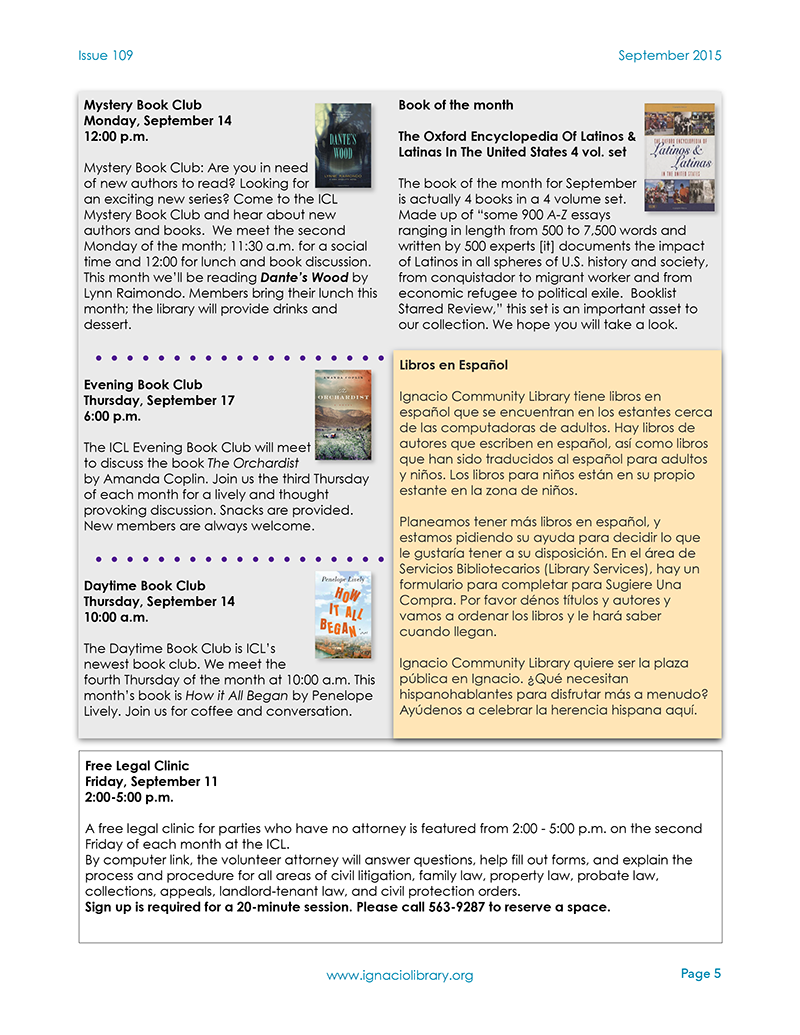 Issue 109
September 2015
Mystery Book Club
Monday, September 14
12:00 p.m.
DANTE'S
WOOD
Mystery Book Club: Are you in need
of new authors to read? Looking for
an exciting new series? Come to the ICL
Mystery Book Club and hear about new
authors and books.  We meet the second
Monday of the month; 11:30 a.m. for a social
time and 12:00 for lunch and book discussion.
This month we'll be reading Dante's Wood by
Lynn Raimondo. Members bring their lunch this
month; the library will provide drinks and
dessert.
Evening Book Club
Thursday, September 17
6:00 p.m.
AMANDA COPLIN
ORCHARDIST
The ICL Evening Book Club will meet
to discuss the book The Orchardist
by Amanda Coplin. Join us the third Thursday
of each month for a lively and thought
provoking discussion. Snacks are provided.
New members are always welcome.
Daytime Book Club
Thursday, September 14
10:00 a.m.
Penelope Lively
HOW
IT ALL
BEGAN
The Daytime Book Club is ICL's
newest book club. We meet the
fourth Thursday of the month at 10:00 a.m. This
month's book is How it All Began by Penelope
Lively. Join us for coffee and conversation.
Book of the month
The Oxford Encyclopedia Of Latinos &
Latinas In The United States 4 vol. set
THE OXFORD ENCYCLOPEDIA OF
Latinos &
Latinas
IN THE UNITED STATES
The book of the month for September
is actually 4 books in a 4 volume set.
Made up of “some 900 A-Z essays
ranging in length from 500 to 7,500 words and
written by 500 experts [it] documents the impact
of Latinos in all spheres of U.S. history and society,
from conquistador to migrant worker and from
economic refugee to political exile.  Booklist
Starred Review,” this set is an important asset to
our collection. We hope you will take a look.
Libros en Español
Ignacio Community Library tiene libros en
español que se encuentran en los estantes cerca
de las computadoras de adultos. Hay libros de
autores que escriben en español, así como libros
que han sido traducidos al español para adultos
y niños. Los libros para niños están en su propio
estante en la zona de niños.
Planeamos tener más libros en español, y
estamos pidiendo su ayuda para decidir lo que
le gustaría tener a su disposición. En el área de
Servicios Bibliotecarios (Library Services), hay un
formulario para completar para Sugiere Una
Compra. Por favor dénos títulos y autores y
vamos a ordenar los libros y le hará saber
cuando llegan.
Ignacio Community Library quiere ser la plaza
pública en Ignacio. ¿Qué necesitan
hispanohablantes para disfrutar más a menudo?
Ayúdenos a celebrar la herencia hispana aquí.
Free Legal Clinic
Friday, September 11
2:00-5:00 p.m.
A free legal clinic for parties who have no attorney is featured from 2:00 - 5:00 p.m. on the second
Friday of each month at the ICL.
By computer link, the volunteer attorney will answer questions, help fill out forms, and explain the
process and procedure for all areas of civil litigation, family law, property law, probate law,
collections, appeals, landlord-tenant law, and civil protection orders.
Sign up is required for a 20-minute session. Please call 563-9287 to reserve a space.
www.ignaciolibrary.org
Page 5